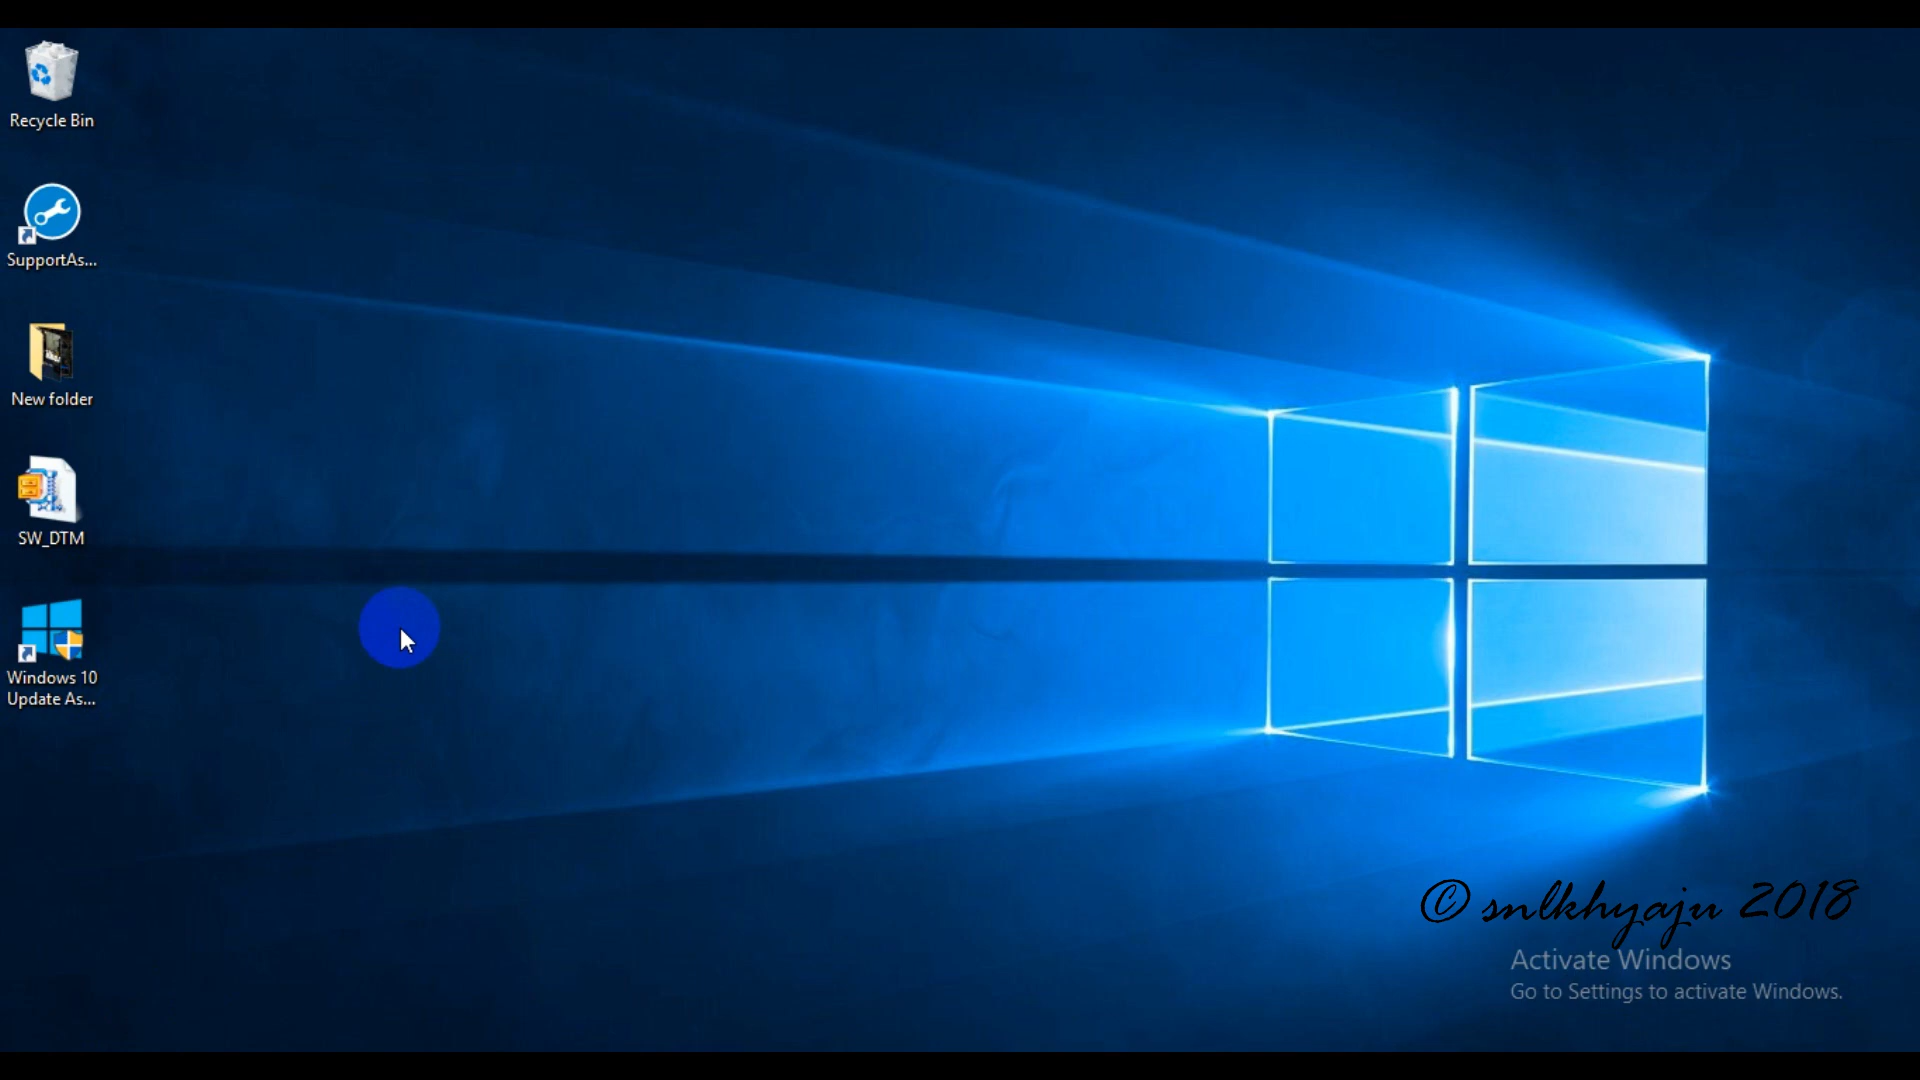 Recycle Bin
SupportAs...
New folder
SW_DTM
Windows 10
Update As...
© snlkhyaju 2018
Activate Windows
Go to Settings to activate Windows.